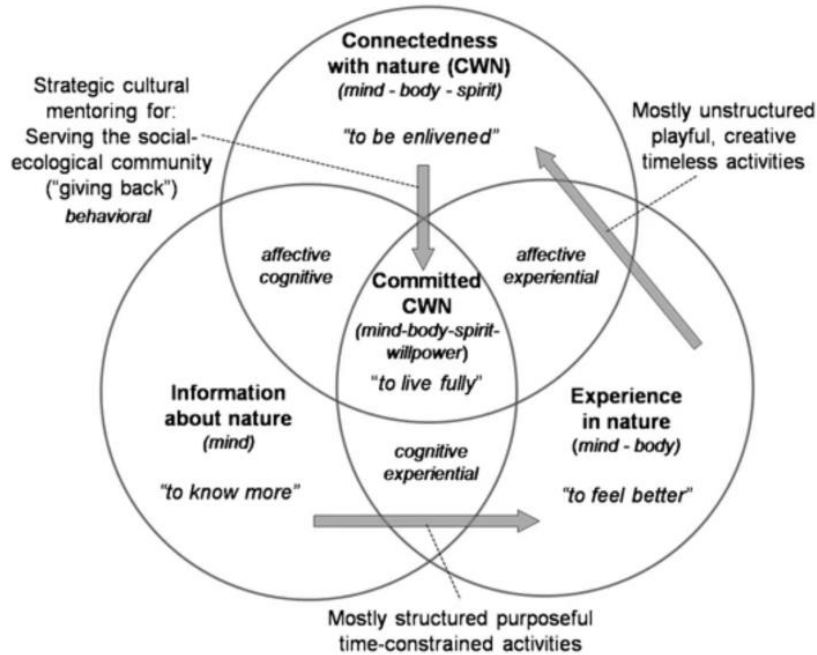 Connectedness
with nature (CWN)
(mind - body - spirit)
"to be enlivened"
Strategic cultural
mentoring for:
Serving the social-
ecological community
("giving back")
behavioral
Mostly unstructured
playful, creative
timeless activities
affective
cognitive
affective
experiential
Committed
CWN
(mind-body-spirit-
willpower)
"to live fully"
Information
about nature
(mind)
"to know more"
Experience
in nature
(mind - body)
"to feel better"
cognitive
experiential
Mostly structured purposeful
time-constrained activities